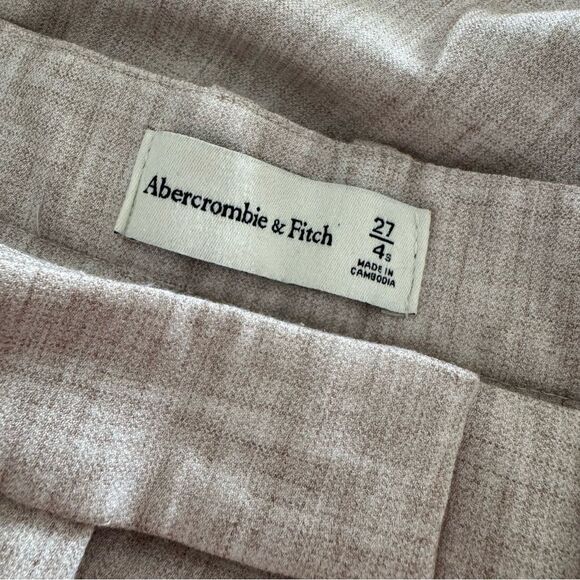 Abercrombie & Fitch
27
4S
MADE IN
CAMBODIA